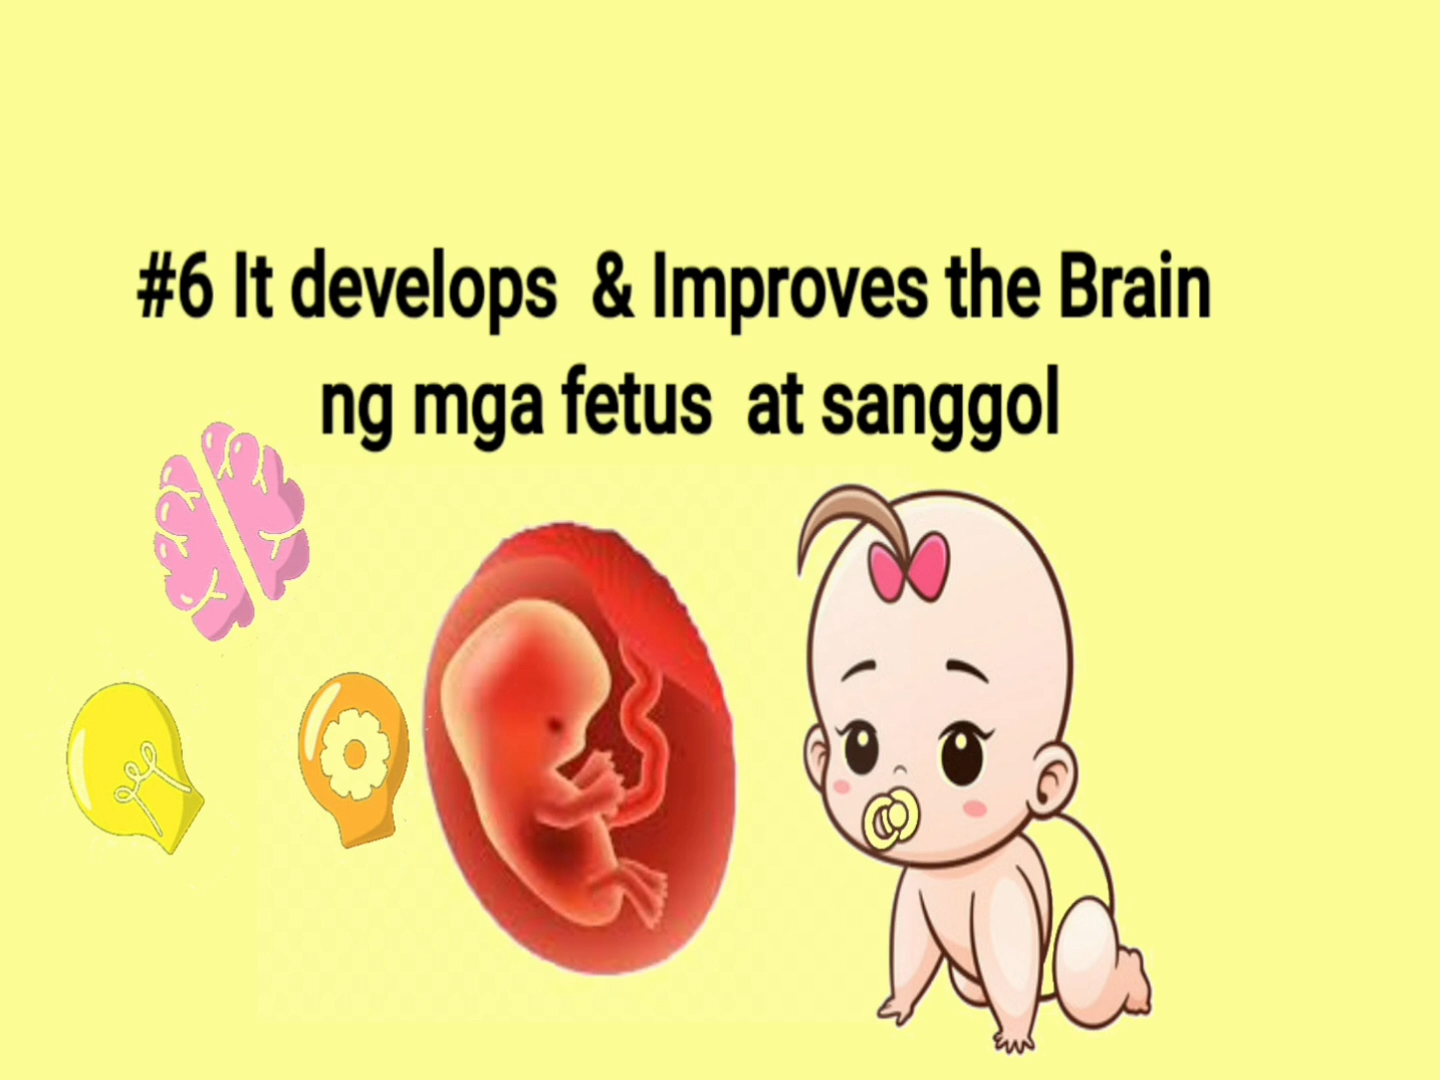 #6 It develops & Improves the Brain
ng mga fetus at sanggol